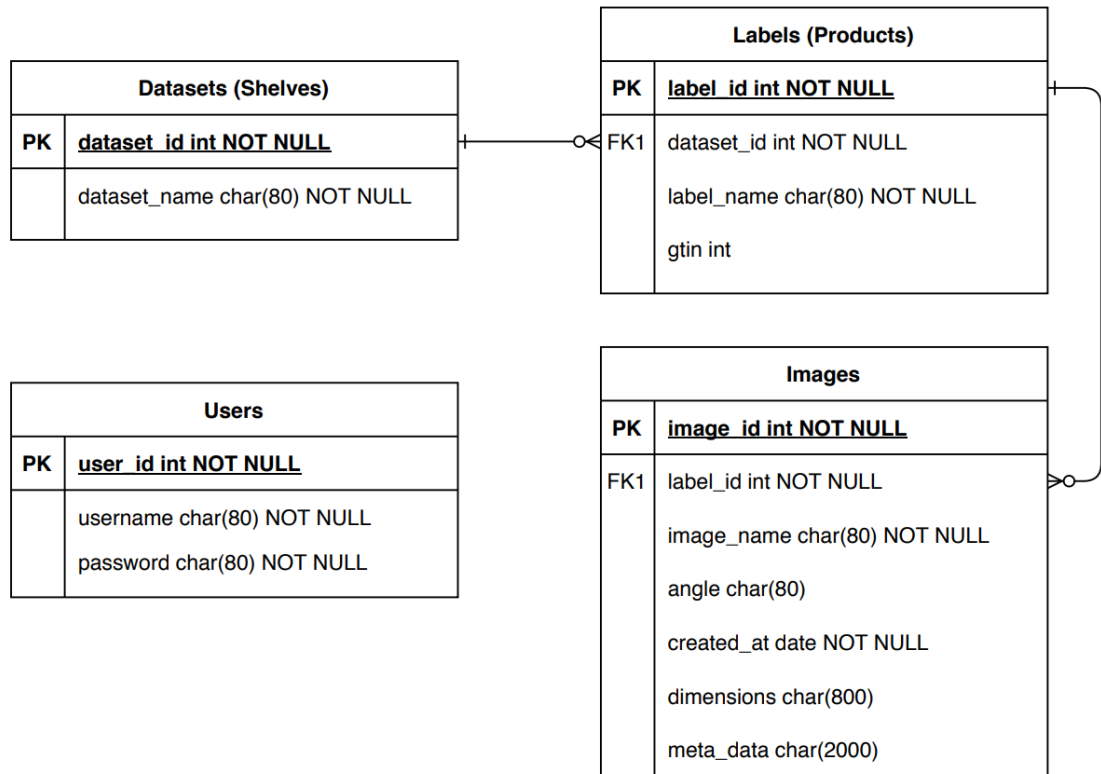 Datasets (Shelves)
PK dataset_id int NOT NULL
dataset_name char(80) NOT NULL
Labels (Products)
PK label_id int NOT NULL
FK1 dataset_id int NOT NULL
label_name char(80) NOT NULL
gtin int
Users
PK user_id int NOT NULL
username char(80) NOT NULL
password char(80) NOT NULL
Images
PK image_id int NOT NULL
FK1 label_id int NOT NULL
image_name char(80) NOT NULL
angle char(80)
created_at date NOT NULL
dimensions char(800)
meta_data char(2000)